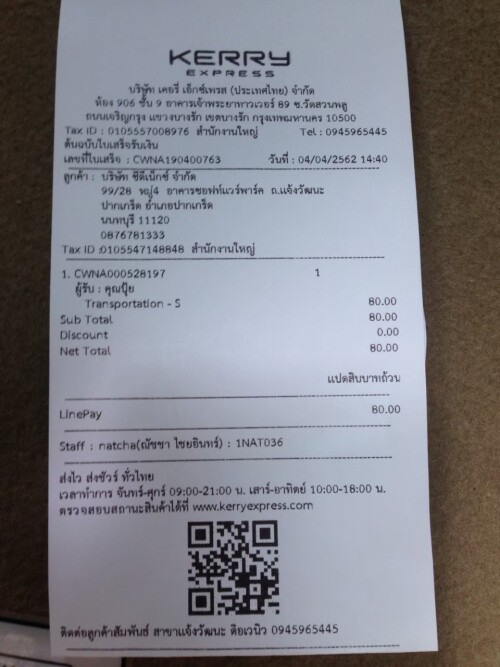 KERRY
EXPRESS
บริษัท เคอรี่ เอ็กซ์เพรส (ประเทศไทย) จำกัด
ห้อง 906 ชั้น 9 อาคารเจ้าพระยาทาวเวอร์ 89 ซ.วัดสวนพลู
ถนนเจริญกรุง แขวงบางรัก เขตบางรัก กรุงเทพมหานคร 10500
Tax ID : 0105557008976 สำนักงานใหญ่ Tel : 0945965445
ต้นฉบับใบเสร็จรับเงิน
เลขที่ใบเสร็จ : CWNA190400763 วันที่ : 04/04/2562 14:40
ลูกค้า : บริษัท ซีดีเน็กซ์ จำกัด
99/28 หมู่4 อาคารซอฟท์แวร์พาร์ค ถ.แจ้งวัฒนะ
ปากเกร็ด อำเภอปากเกร็ด
นนทบุรี 11120
0876781333
Tax ID :0105547148848 สำนักงานใหญ่
1. CWNA000528197 1
ผู้รับ : คุณปุ้ย
Transportation - S 80.00
Sub Total 80.00
Discount 0.00
Net Total 80.00
แปดสิบบาทถ้วน
LinePay 80.00
Staff : natcha(ณัชชา ไชยอินทร์) : 1NAT036
ส่งไว ส่งชัวร์ ทั่วไทย
เวลาทำการ จันทร์-ศุกร์ 09:00-21:00 น. เสาร์-อาทิตย์ 10:00-18:00 น.
ตรวจสอบสถานะสินค้าได้ที่ www.kerryexpress.com
ติดต่อลูกค้าสัมพันธ์ สาขาแจ้งวัฒนะ ดิอเวนิว 0945965445